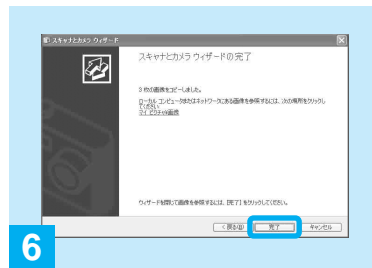 スキャナとカメラ ウィザード
スキャナとカメラ ウィザードの完了
3 枚の画像をコピーしました。
ローカル コンピュータまたはネットワークにある画像を参照するには、次の場所をクリックし
てください:
マイ ピクチャの画像
ウィザードを閉じて画像を参照するには、[完了] をクリックしてください。
< 戻る(B)
完了
キャンセル
6